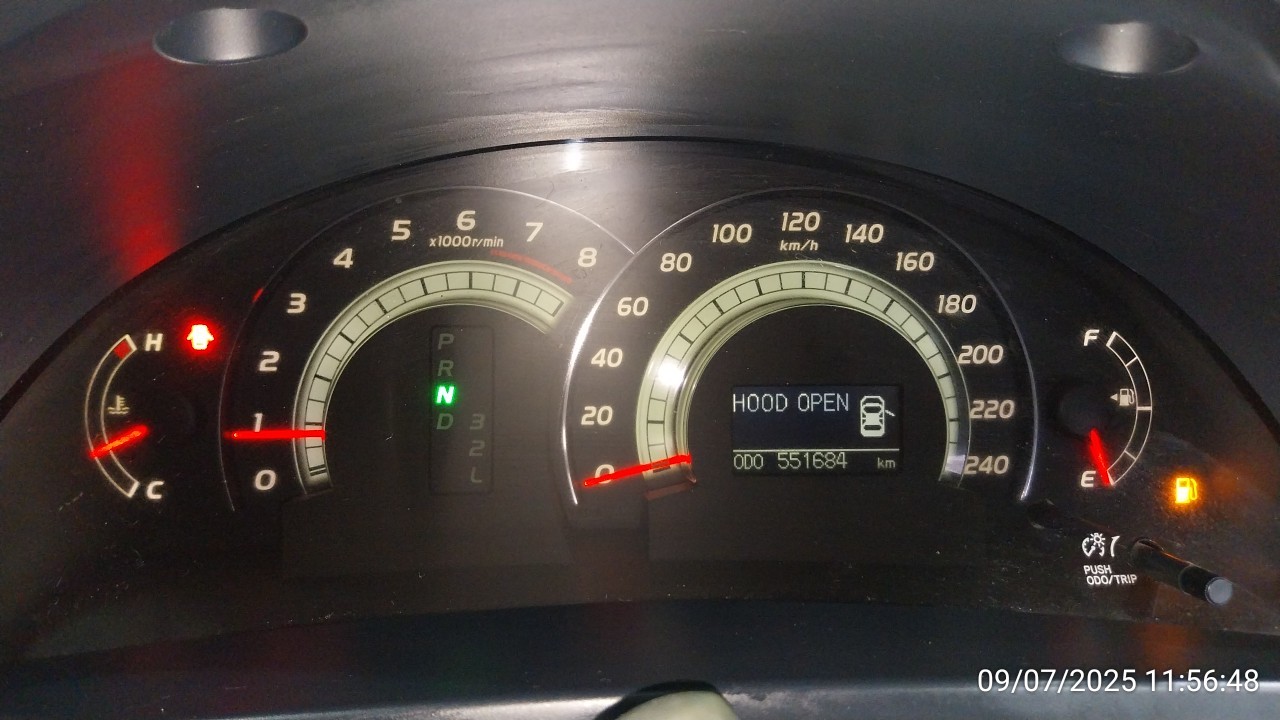 0
1
2
3
4
5
6
7
8
x1000r/min
P
R
N
D
3
2
L
H
C
0
20
40
60
80
100
120
140
160
180
200
220
240
km/h
HOOD OPEN
ODO 551684 km
F
E
PUSH
ODO/TRIP
09/07/2025 11:56:48